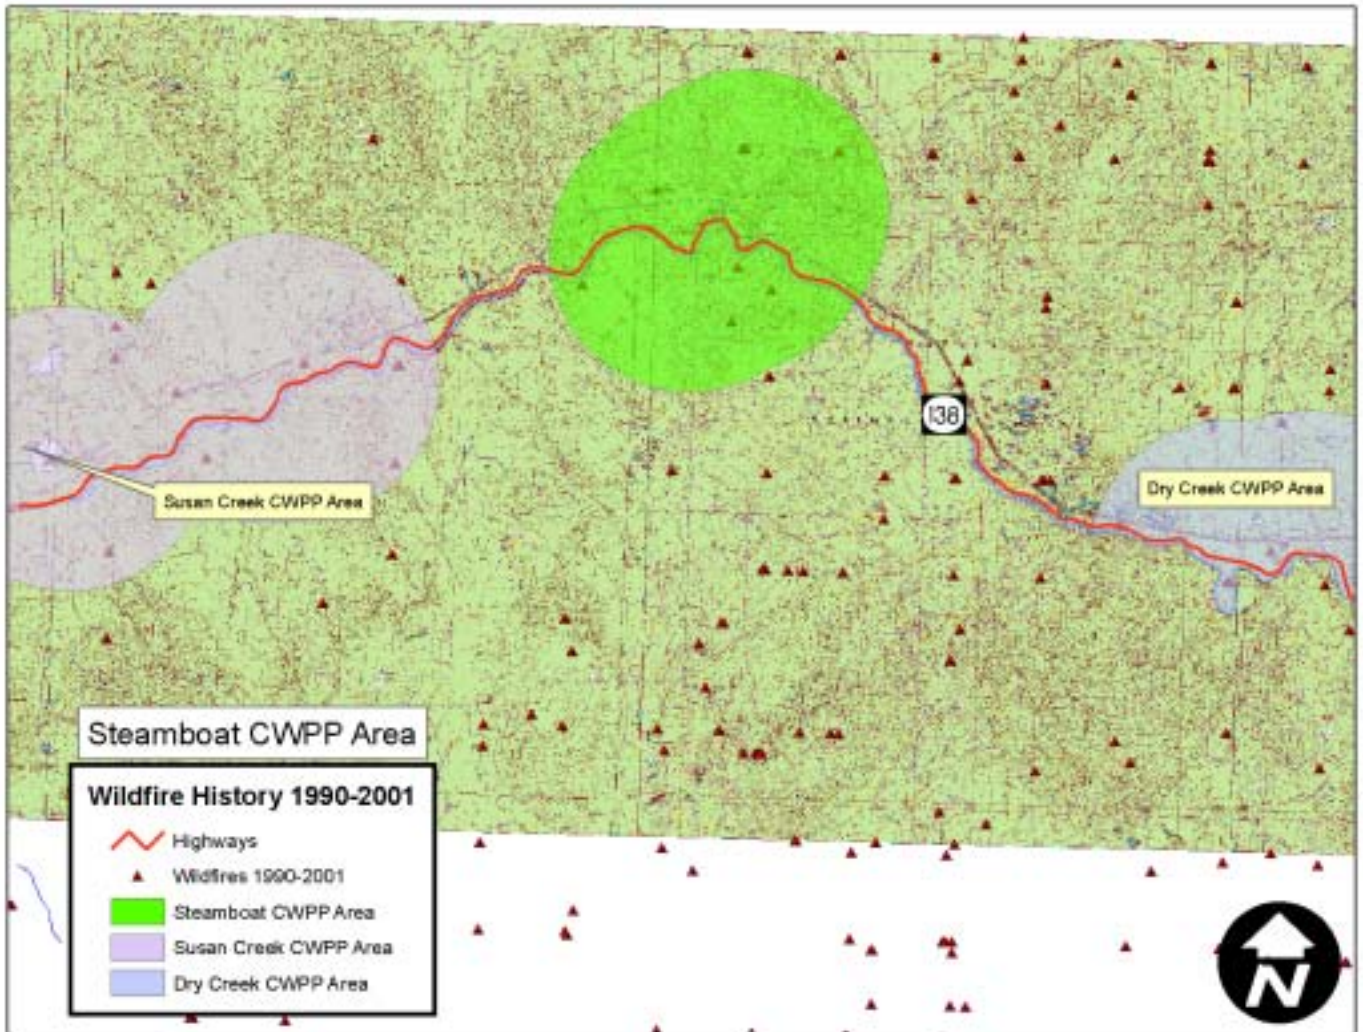 138
Dry Creek CWPP Area
Susan Creek CWPP Area
Steamboat CWPP Area
Wildfire History 1990-2001
Highways
Wildfires 1990-2001
Steamboat CWPP Area
Susan Creek CWPP Area
Dry Creek CWPP Area
N